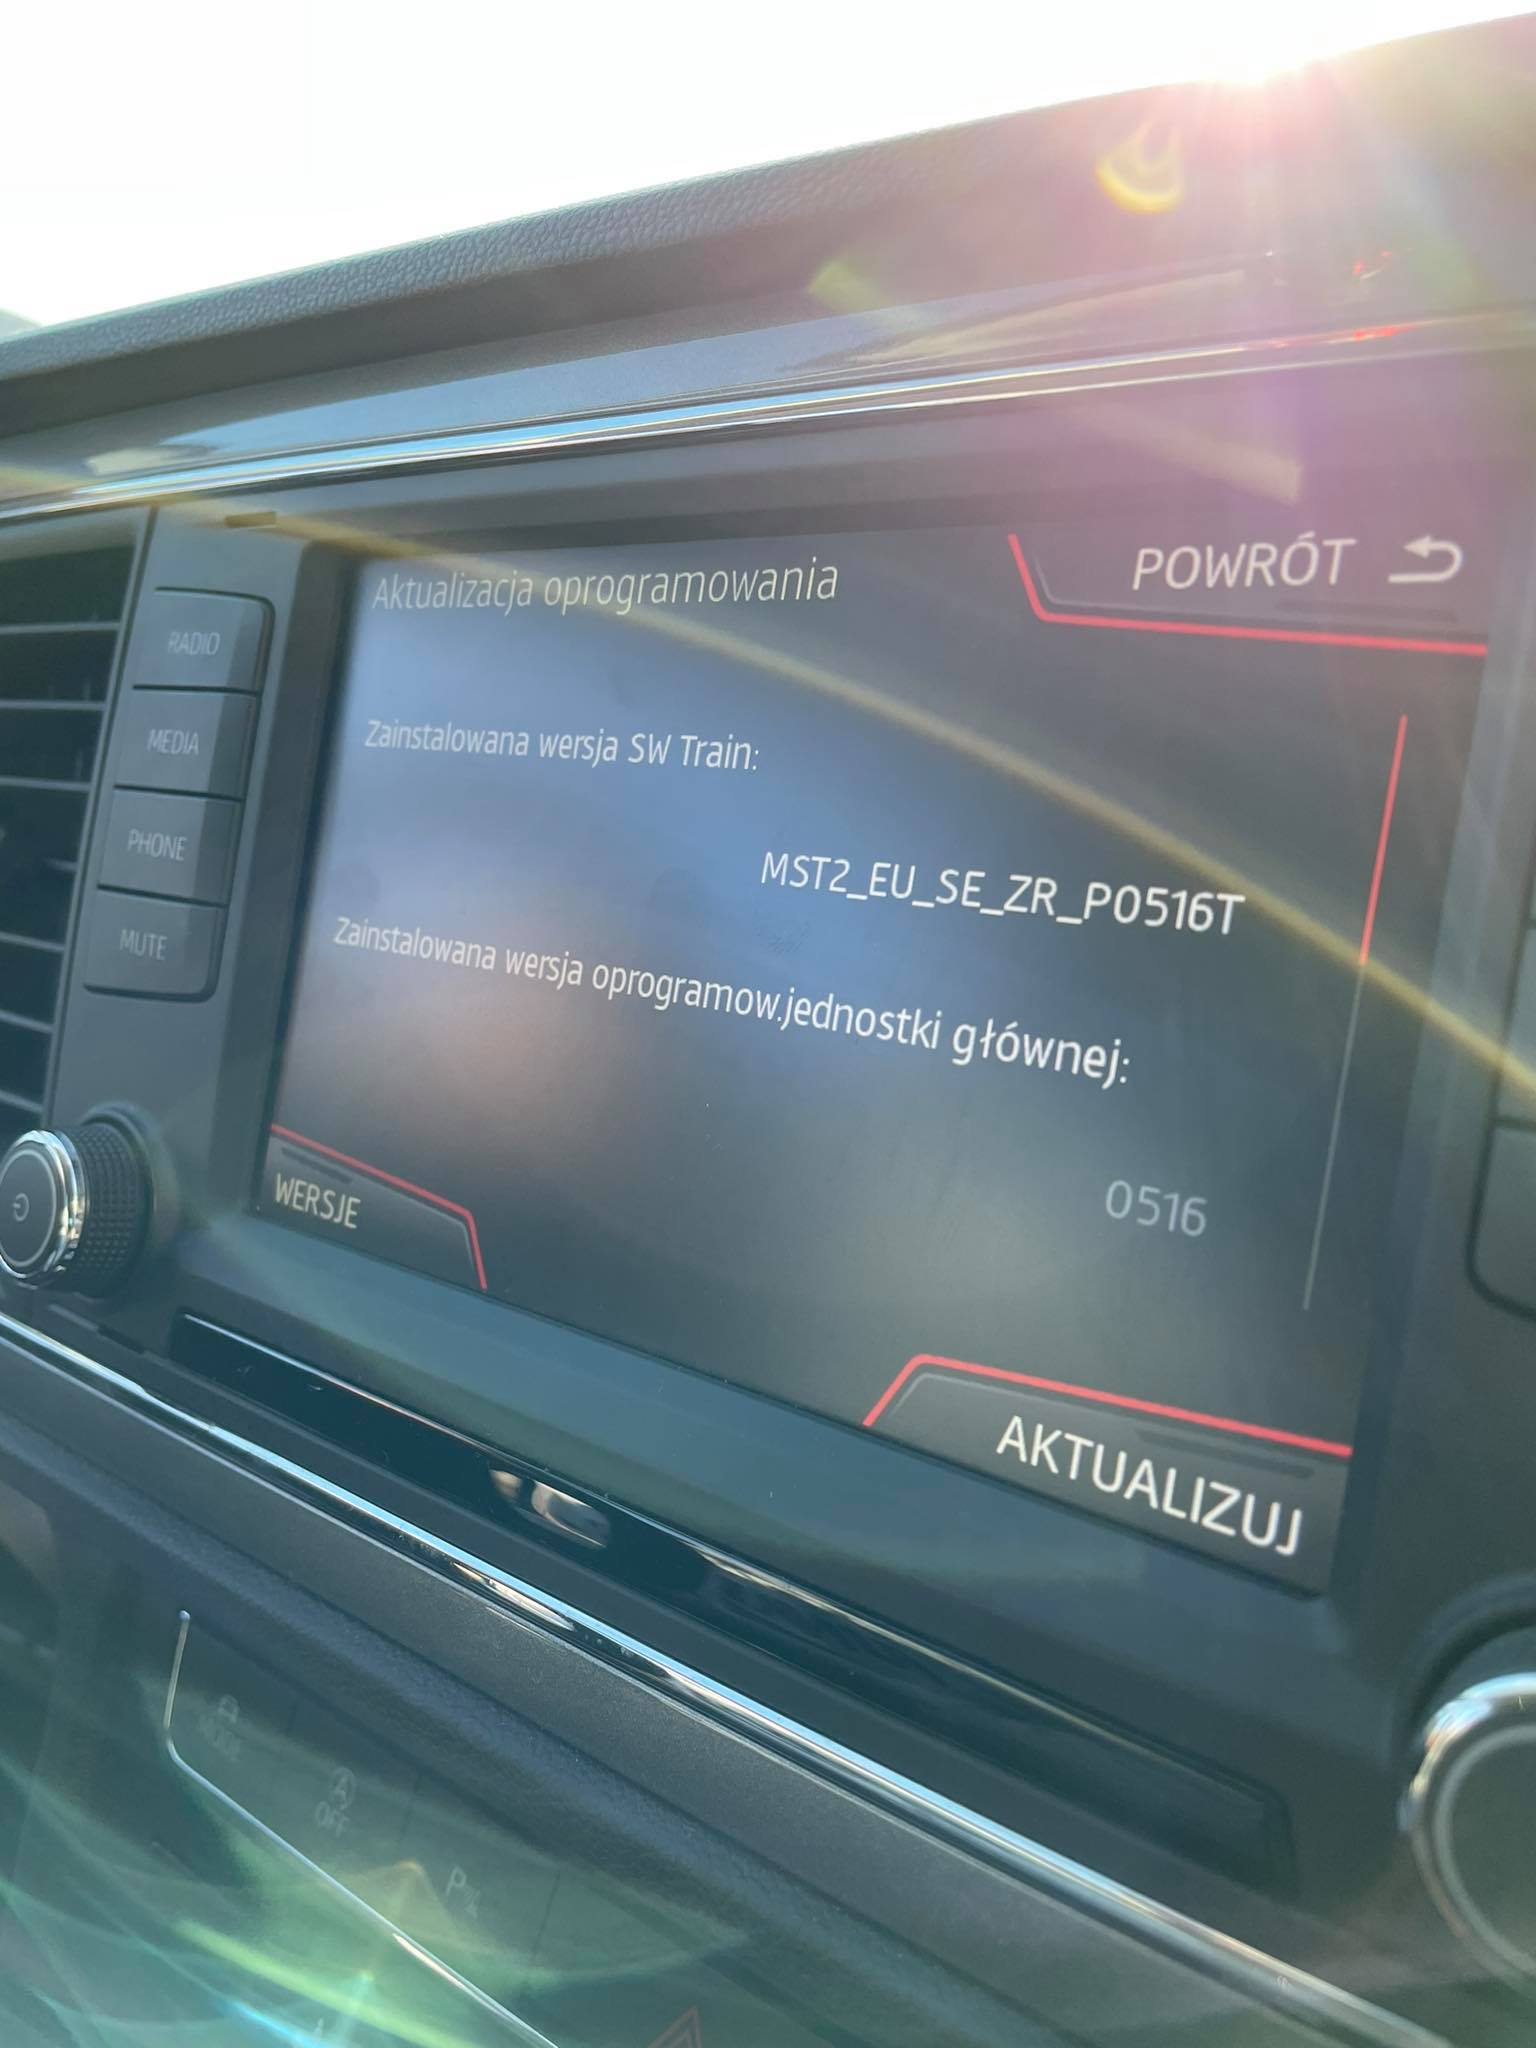 Aktualizacja oprogramowania
POWRÓT
RADIO
MEDIA
PHONE
MUTE
Zainstalowana wersja SW Train:
MST2_EU_SE_ZR_P0516T
Zainstalowana wersja oprogramow.jednostki głównej:
0516
WERSJE
AKTUALIZUJ
OFF
P